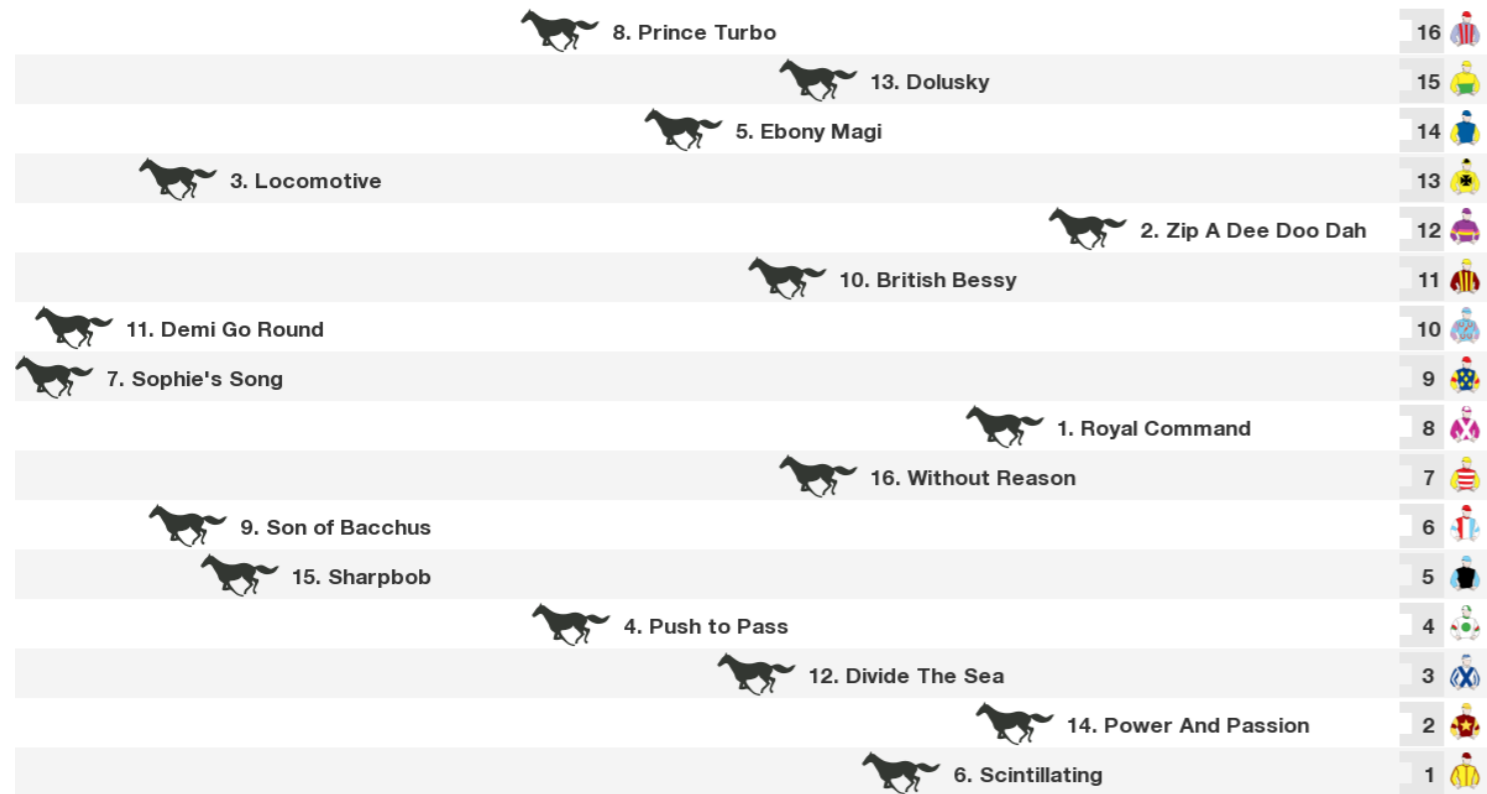 8. Prince Turbo 16
13. Dolusky 15
5. Ebony Magi 14
3. Locomotive 13
2. Zip A Dee Doo Dah 12
10. British Bessy 11
11. Demi Go Round 10
7. Sophie's Song 9
1. Royal Command 8
16. Without Reason 7
9. Son of Bacchus 6
15. Sharpbob 5
4. Push to Pass 4
12. Divide The Sea 3
14. Power And Passion 2
6. Scintillating 1